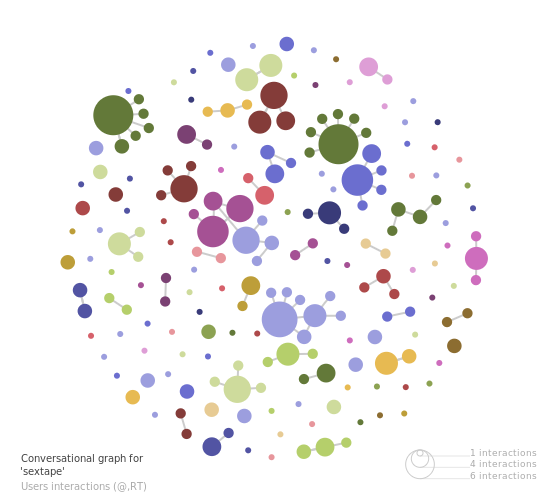 Conversational graph for
'sextape'
Users interactions (@,RT)
1 interactions
4 interactions
6 interactions